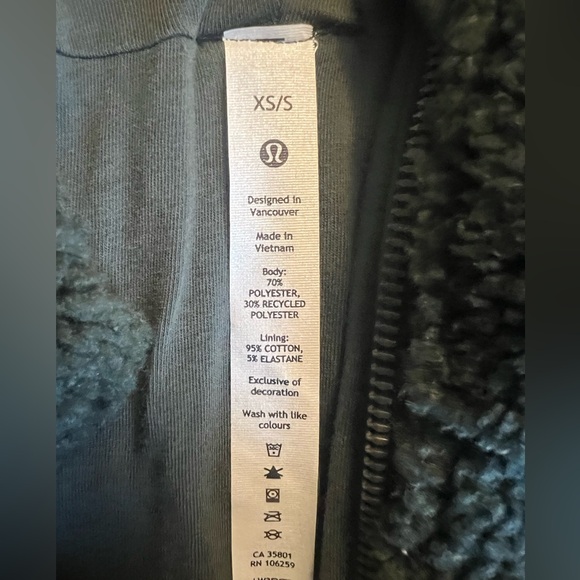 XS/S
Designed in
Vancouver
Made in
Vietnam
Body:
70%
POLYESTER,
30% RECYCLED
POLYESTER
Lining:
95% COTTON,
5% ELASTANE
Exclusive of
decoration
Wash with like
colours
CA 35801
RN 106259